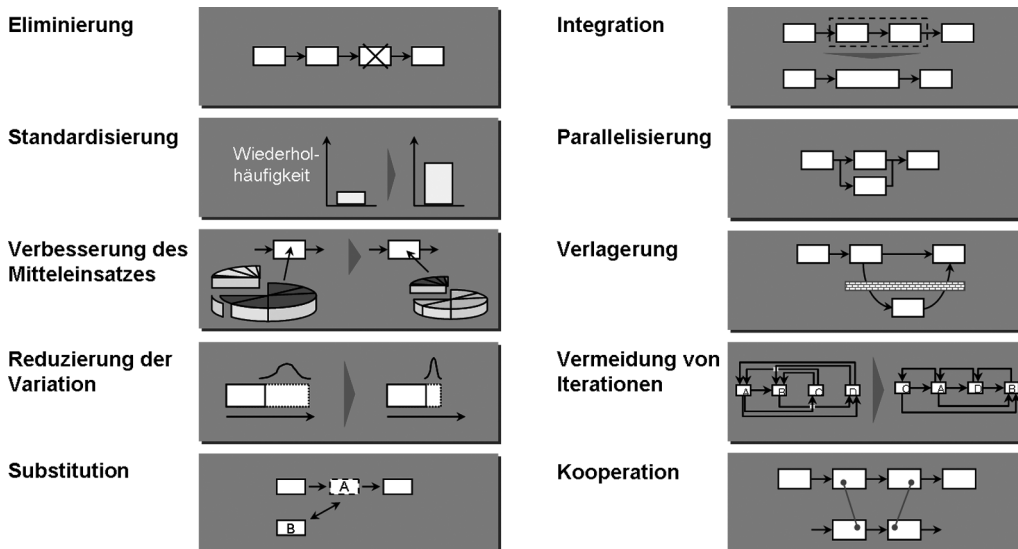 Eliminierung
Standardisierung
Wiederhol-
häufigkeit
Verbesserung des
Mitteleinsatzes
Reduzierung der
Variation
Substitution
A
B
Integration
Parallelisierung
Verlagerung
Vermeidung von
Iterationen
A B C D
C A D B
Kooperation